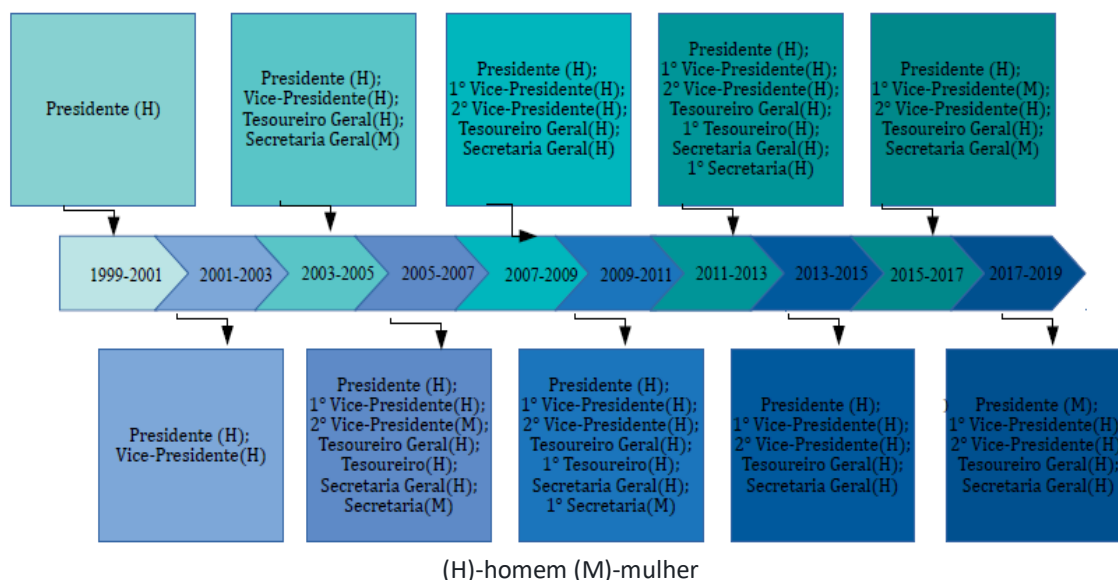 Presidente (H)
Presidente (H);
Vice-Presidente(H);
Tesoureiro Geral(H);
Secretaria Geral(M)
Presidente (H);
1° Vice-Presidente(H);
2° Vice-Presidente(H);
Tesoureiro Geral(H);
Secretaria Geral(H)
Presidente (H);
1° Vice-Presidente(H);
2° Vice-Presidente(H);
Tesoureiro Geral(H);
1° Tesoureiro(H);
Secretaria Geral(H);
1° Secretaria(H)
Presidente (H);
1° Vice-Presidente(M);
2° Vice-Presidente(H);
Tesoureiro Geral(H);
Secretaria Geral(M)
1999-2001 2001-2003 2003-2005 2005-2007 2007-2009 2009-2011 2011-2013 2013-2015 2015-2017 2017-2019
Presidente (H);
Vice-Presidente(H)
Presidente (H);
1° Vice-Presidente(H);
2° Vice-Presidente(M);
Tesoureiro Geral(H);
Tesoureiro(H);
Secretaria Geral(H);
Secretaria(M)
Presidente (H);
1° Vice-Presidente(H);
2° Vice-Presidente(H);
Tesoureiro Geral(H);
1° Tesoureiro(H);
Secretaria Geral(H);
1° Secretaria(M)
Presidente (H);
1° Vice-Presidente(H);
2° Vice-Presidente(H);
Tesoureiro Geral(H);
Secretaria Geral(H)
)
Presidente (M);
1° Vice-Presidente(H);
2° Vice-Presidente(H);
Tesoureiro Geral(H);
Secretaria Geral(H)
(H)-homem (M)-mulher